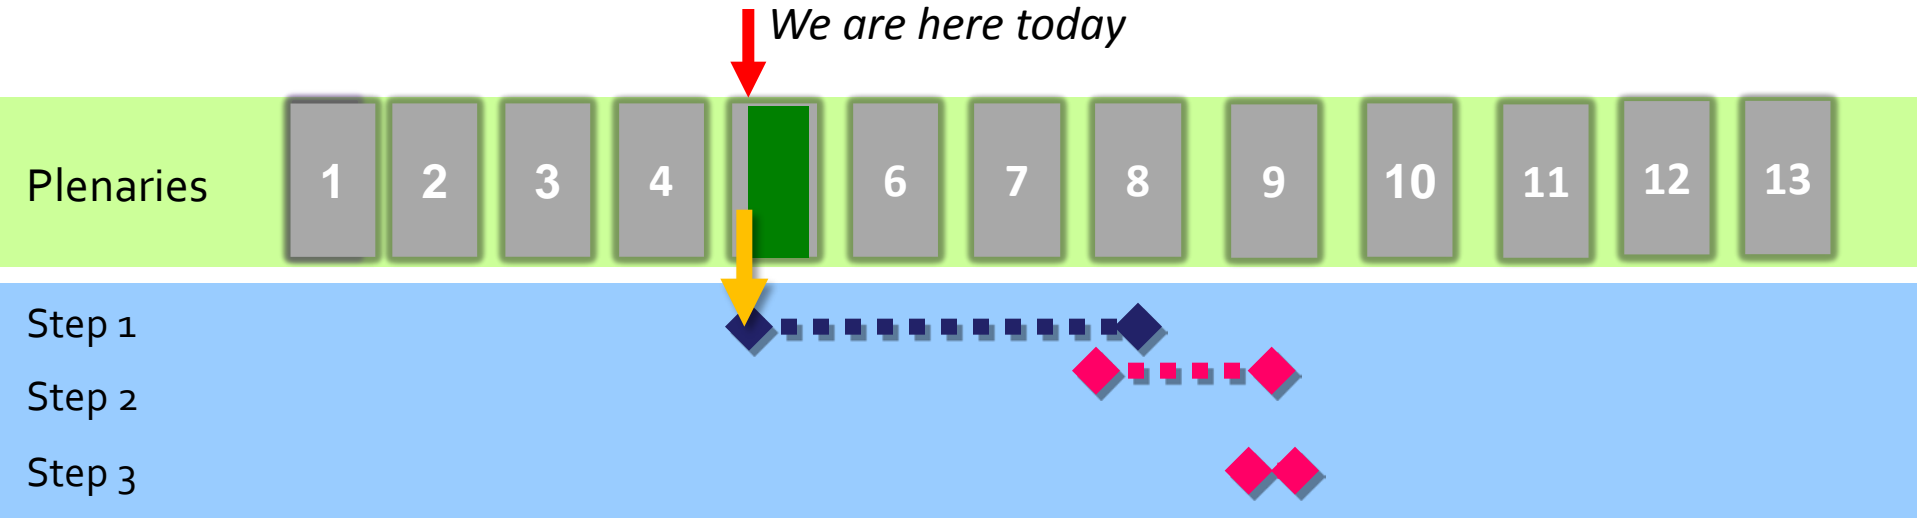 We are here today
Plenaries 1 2 3 4 6 7 8 9 10 11 12 13
Step 1
Step 2
Step 3